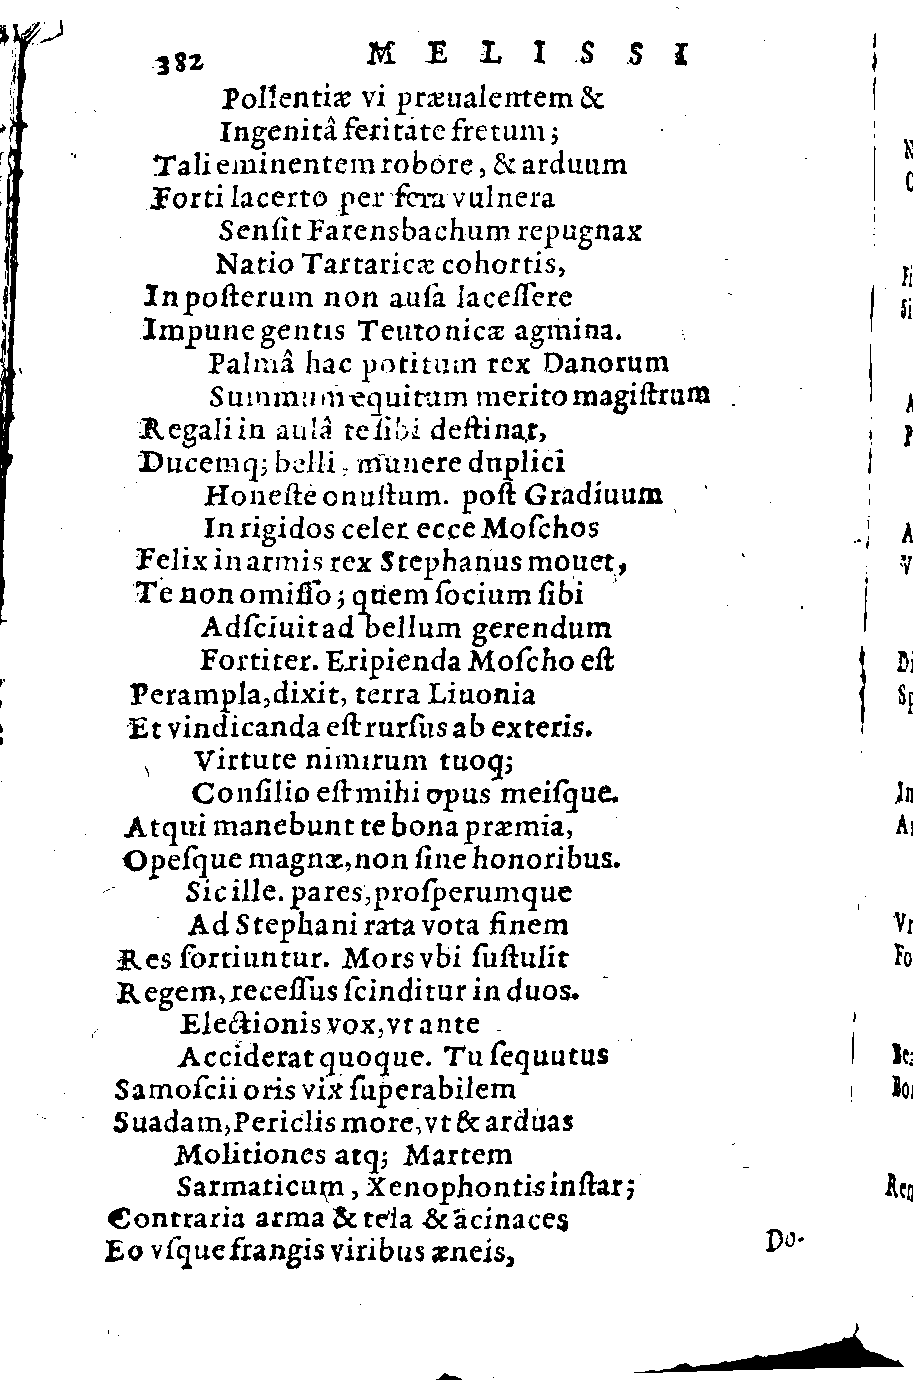 382 MELISSI
Pollentiæ vi præualentem &
Ingenitâ feritate fretum;
Tali eminentem robore, & arduum
Forti lacerto per fera vulnera
Senſit Farensbachum repugnax
Natio Tartaricæ cohortis,
In poſterum non auſa laceſſere
Impune gentis Teutonicæ agmina.
Palmâ hac potitum rex Danorum
Summum equitum merito magiſtrum
Regali in aulâ te ſibi deſtinat,
Ducemq; belli, munere duplici
Honeſte onuſtum. poſt Gradiuum
In rigidos celer ecce Moſchos
Felix in armis rex Stephanus mouet,
Te non omiſſo; quem ſocium ſibi
Adſciuit ad bellum gerendum
Fortiter. Eripienda Moſcho eſt
Perampla, dixit, terra Liuonia
Et vindicanda eſt rurſus ab exteris.
Virtute nimirum tuoq;
Conſilio eſt mihi opus meiſque.
Atqui manebunt te bona præmia,
Opeſque magnæ, non ſine honoribus.
Sic ille. pares, proſperumque
Ad Stephani rata vota finem
Res ſortiuntur. Mors vbi ſuſtulit
Regem, receſſus ſcinditur in duos.
Electionis vox, vt ante
Acciderat quoque. Tu ſequutus
Samoſcii oris vix ſuperabilem
Suadam, Periclis more, vt & arduas
Molitiones atq; Martem
Sarmaticum, Xenophontis inſtar;
Contraria arma & tela & acinaces
Eo vſque frangis viribus æneis,
Do-